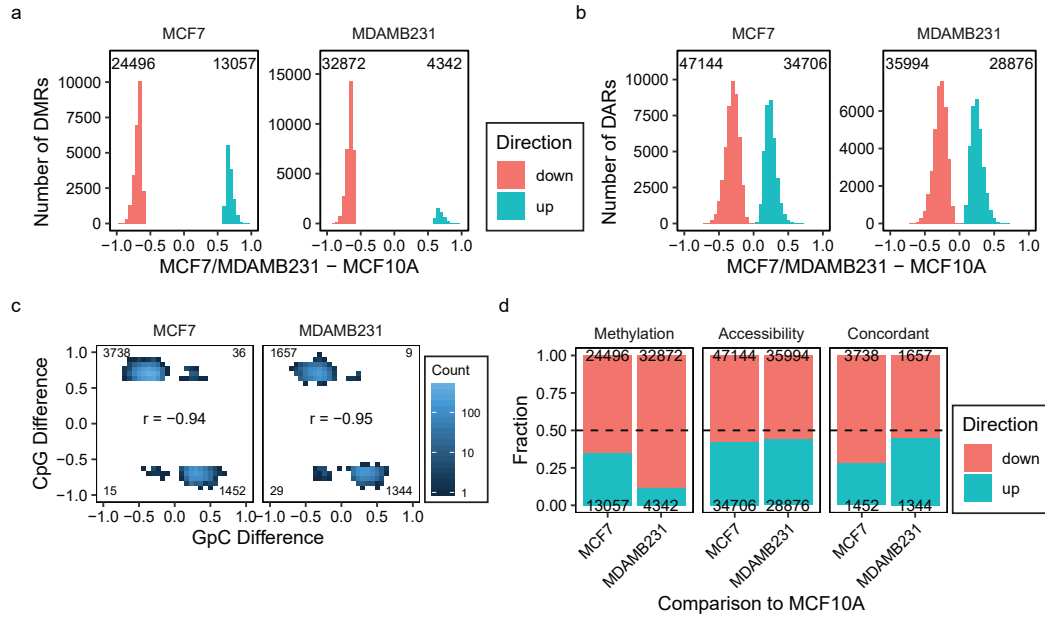 a
MCF7
MDAMB231
24496
13057
32872
4342
Number of DMRs
10000
7500
5000
2500
0
15000
10000
5000
0
−1.0 −0.5 0.0 0.5 1.0
−1.0 −0.5 0.0 0.5 1.0
MCF7/MDAMB231 − MCF10A
Direction
down
up
b
MCF7
MDAMB231
47144
34706
35994
28876
Number of DARs
10000
7500
5000
2500
0
6000
4000
2000
0
−1.0 −0.5 0.0 0.5 1.0
−1.0 −0.5 0.0 0.5 1.0
MCF7/MDAMB231 − MCF10A
c
MCF7
MDAMB231
3738
36
1657
9
r = −0.94
r = −0.95
15
1452
29
1344
CpG Difference
1.0
0.5
0.0
−0.5
−1.0
−1.0 −0.5 0.0 0.5 1.0
−1.0 −0.5 0.0 0.5 1.0
GpC Difference
Count
100
10
1
d
Methylation
Accessibility
Concordant
24496 32872
47144 35994
3738 1657
Fraction
1.00
0.75
0.50
0.25
0.00
13057 4342
34706 28876
1452 1344
MCF7
MDAMB231
MCF7
MDAMB231
MCF7
MDAMB231
Comparison to MCF10A
Direction
down
up